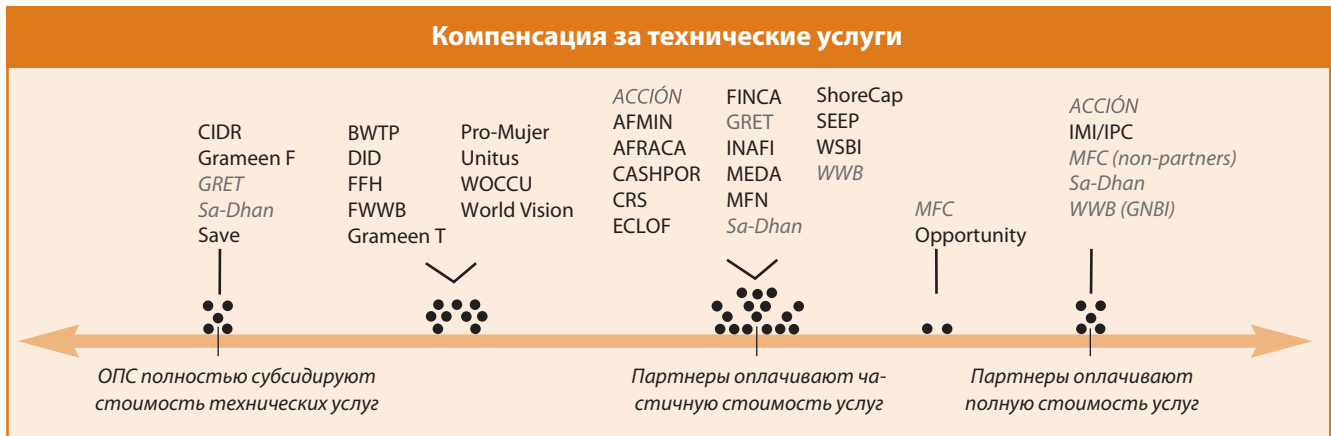 Компенсация за технические услуги
CIDR
Grameen F
GRET
Sa-Dhan
Save
BWTP
DID
FFH
FWWB
Grameen T
Pro-Mujer
Unitus
WOCCU
World Vision
ACCIÓN
AFMIN
AFRACA
CASHPOR
CRS
ECLOF
FINCA
GRET
INAFI
MEDA
MFN
Sa-Dhan
ShoreCap
SEEP
WSBI
WWB
MFC
Opportunity
ACCIÓN
IMI/IPC
MFC (non-partners)
Sa-Dhan
WWB (GNBI)
ОПС полностью субсидируют
стоимость технических услуг
Партнеры оплачивают ча-
стичную стоимость услуг
Партнеры оплачивают
полную стоимость услуг